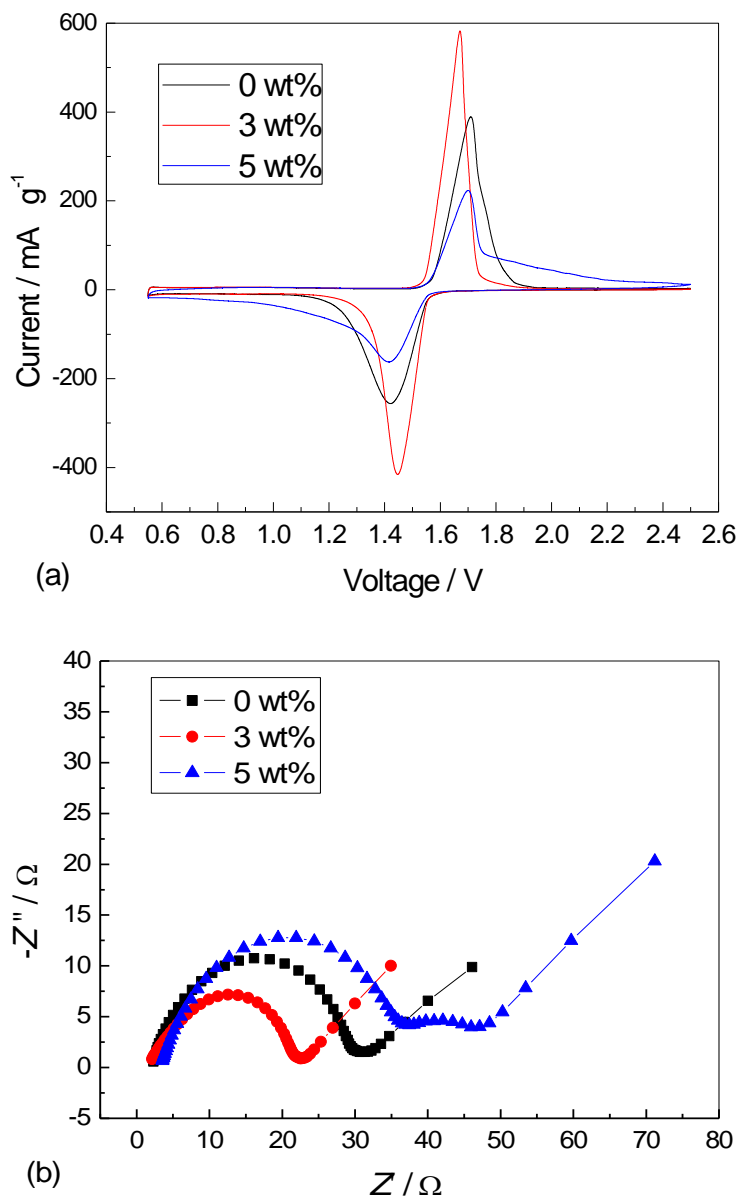 600
400
200
0
-200
-400
0 wt%
3 wt%
5 wt%
Current / mA g⁻¹
0.4 0.6 0.8 1.0 1.2 1.4 1.6 1.8 2.0 2.2 2.4 2.6
Voltage / V
(a)
40
35
30
25
20
15
10
5
0
-5
0 wt%
3 wt%
5 wt%
-Z'' / Ω
0 10 20 30 40 50 60 70 80
Z' / Ω
(b)